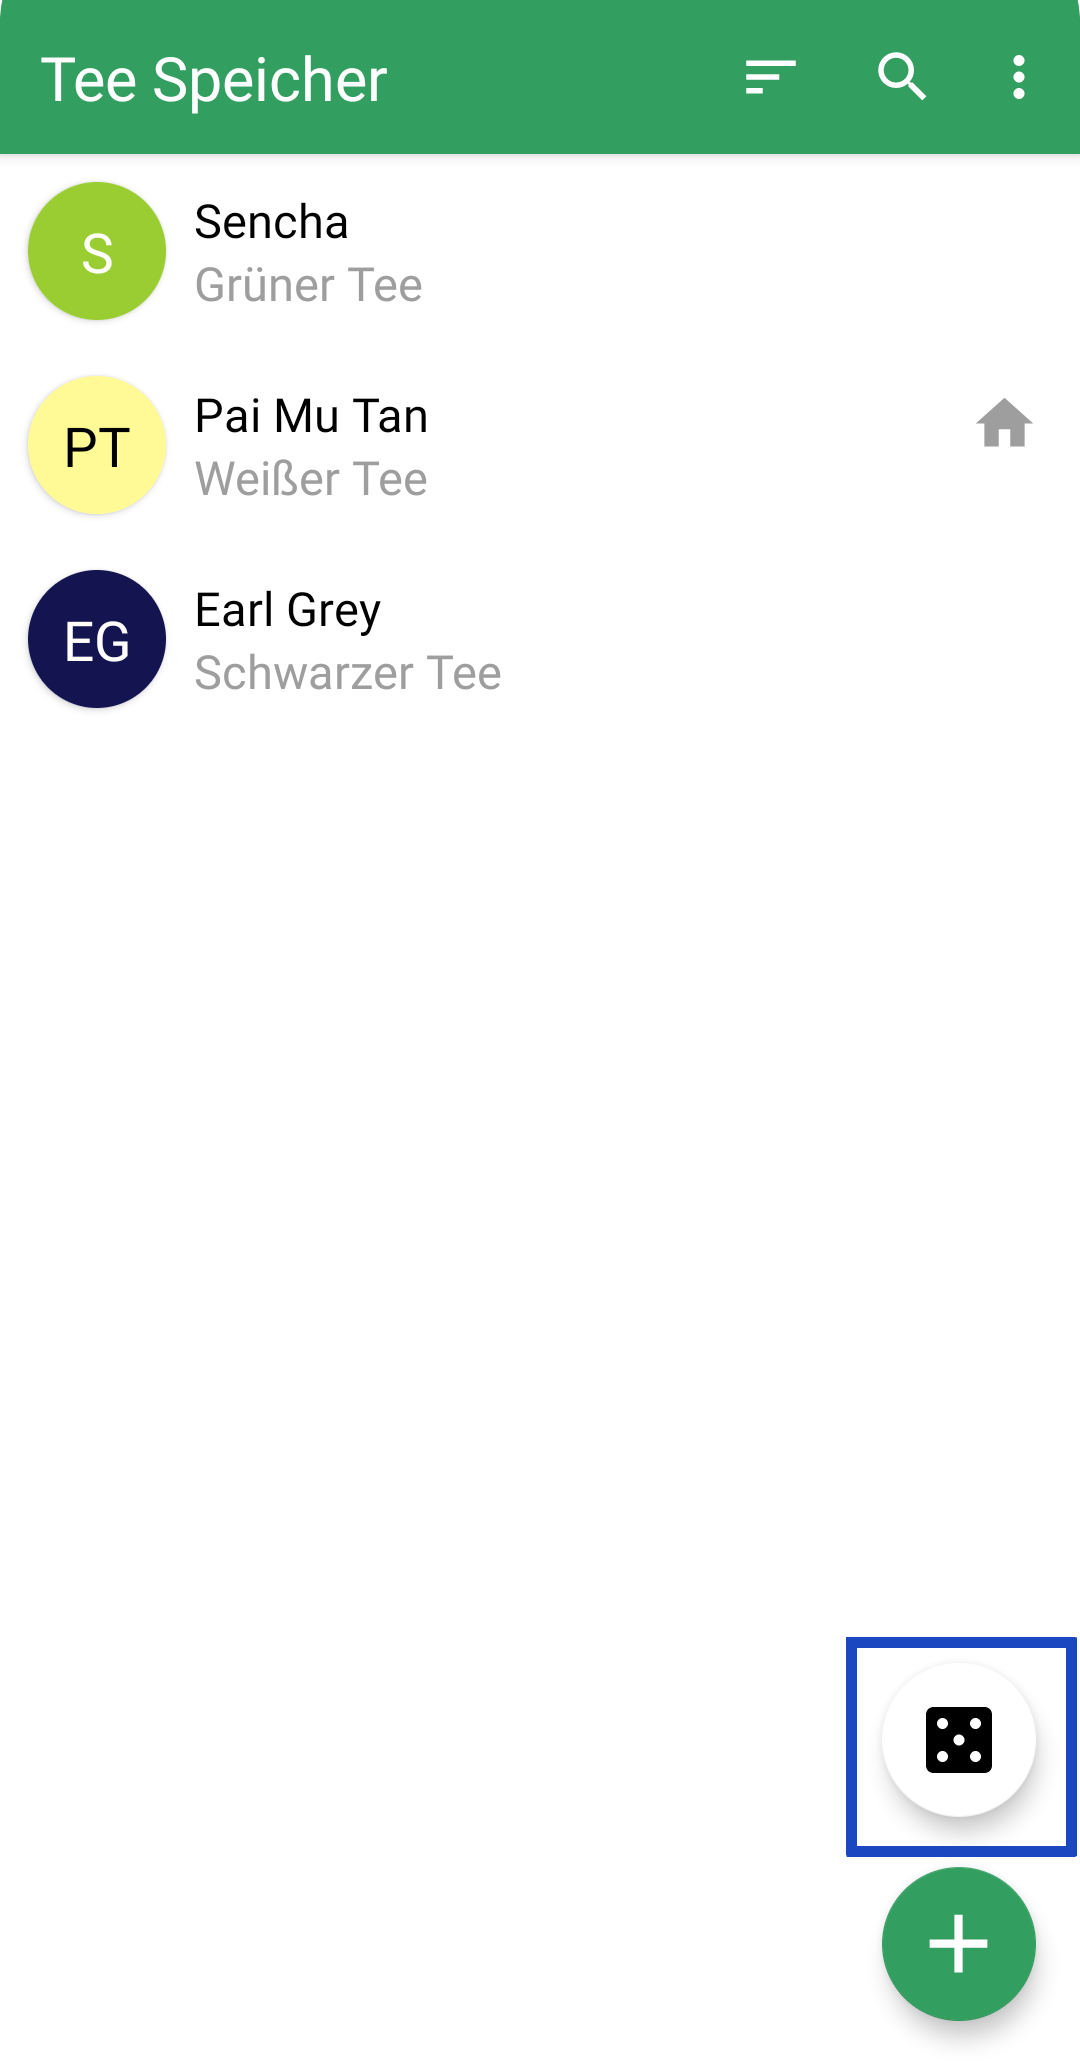 Tee Speicher
S
Sencha
Grüner Tee
PT
Pai Mu Tan
Weißer Tee
EG
Earl Grey
Schwarzer Tee